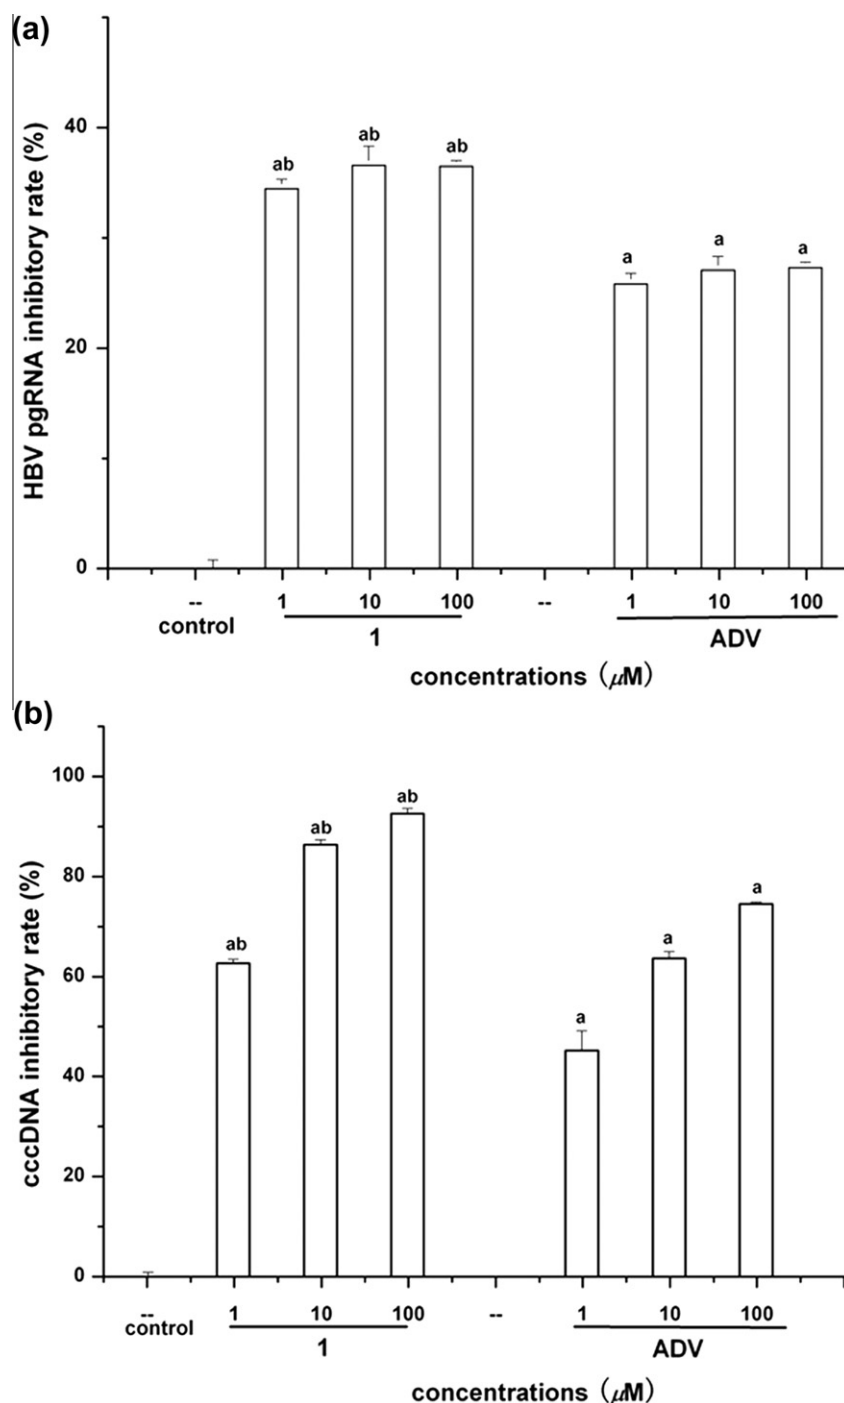 (a)
HBV pgRNA inhibitory rate (%)
40
20
0
ab
ab
ab
a
a
a
-- 1 10 100 -- 1 10 100
control 1 ADV
concentrations (μM)
(b)
cccDNA inhibitory rate (%)
100
80
60
40
20
0
ab
ab
ab
a
a
a
-- 1 10 100 -- 1 10 100
control 1 ADV
concentrations (μM)